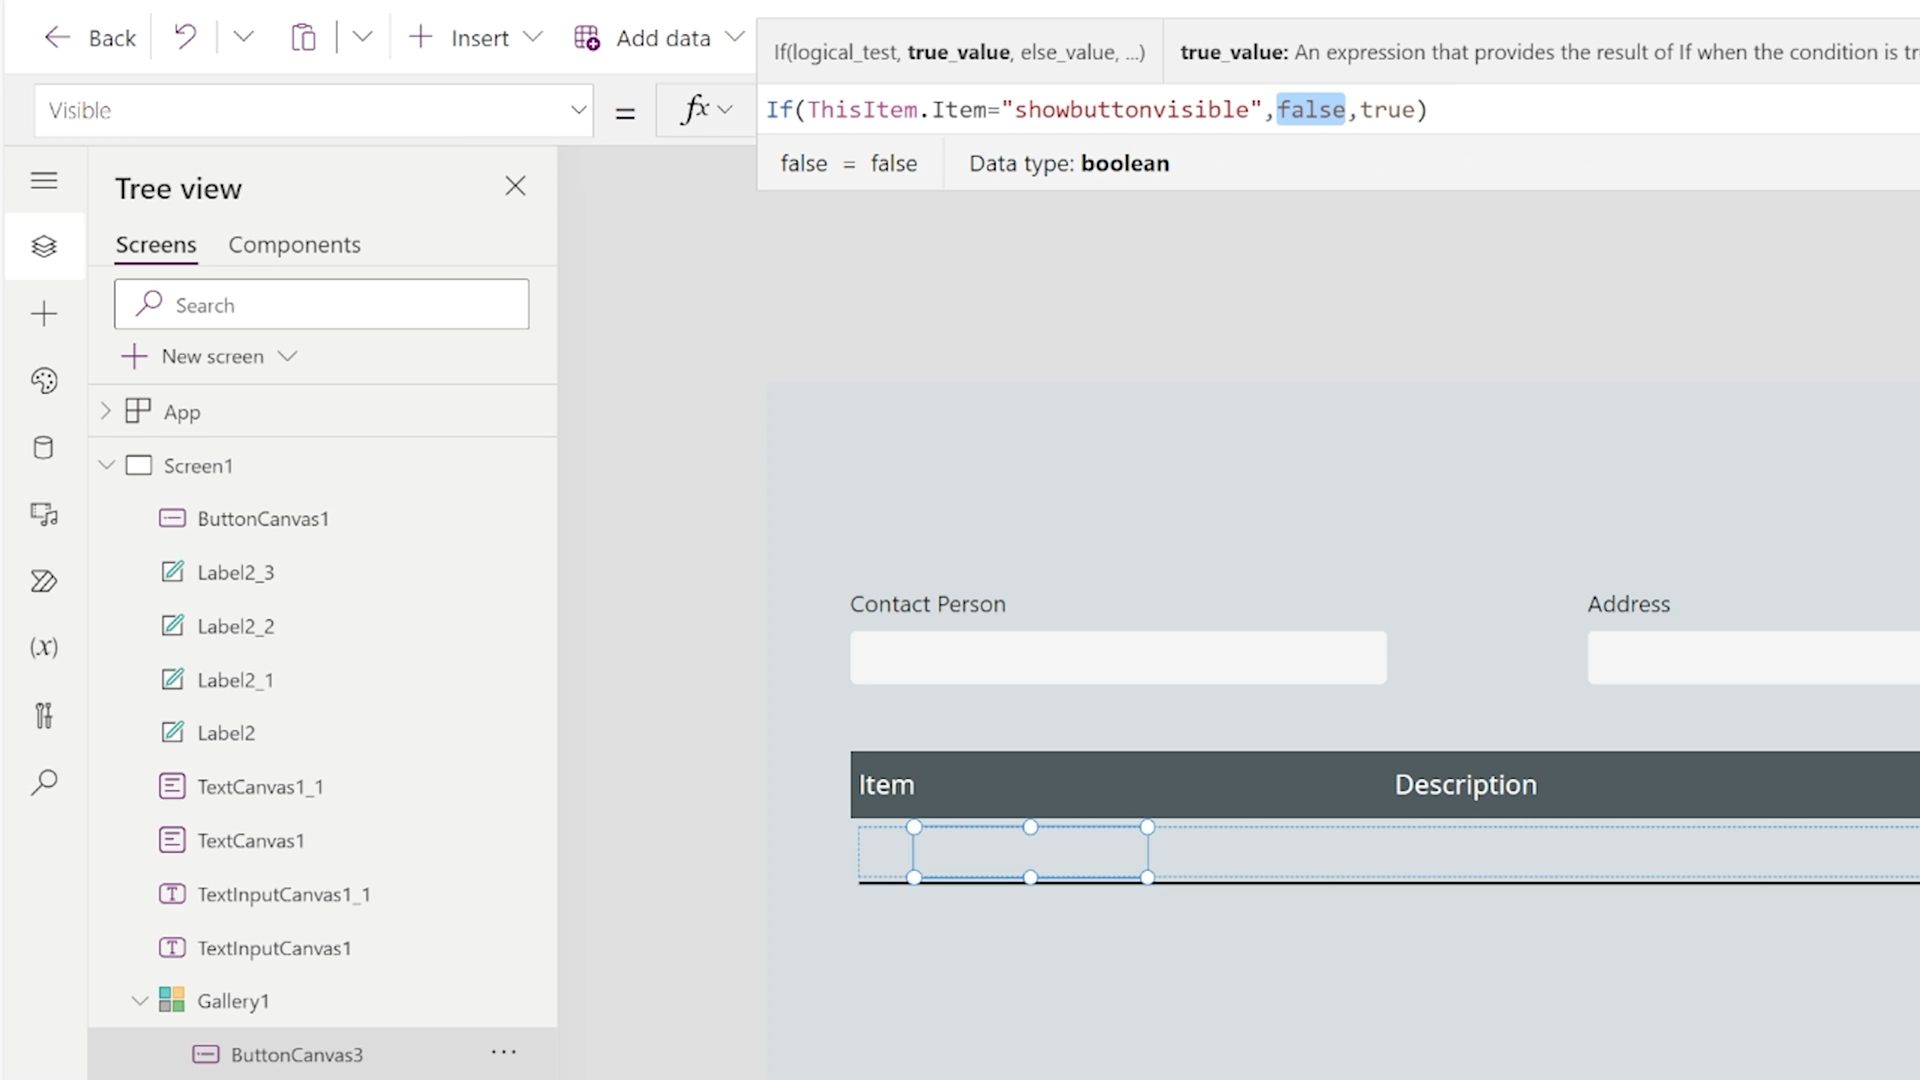 Back
Insert
Add data
If(logical_test, true_value, else_value, ...)
true_value: An expression that provides the result of If when the condition is tr
Visible
=
fx
If(ThisItem.Item="showbuttonvisible",false,true)
false = false
Data type: boolean
Tree view
Screens
Components
Search
New screen
App
Screen1
ButtonCanvas1
Label2_3
Label2_2
Label2_1
Label2
TextCanvas1_1
TextCanvas1
TextInputCanvas1_1
TextInputCanvas1
Gallery1
ButtonCanvas3
...
(x)
Contact Person
Address
Item
Description